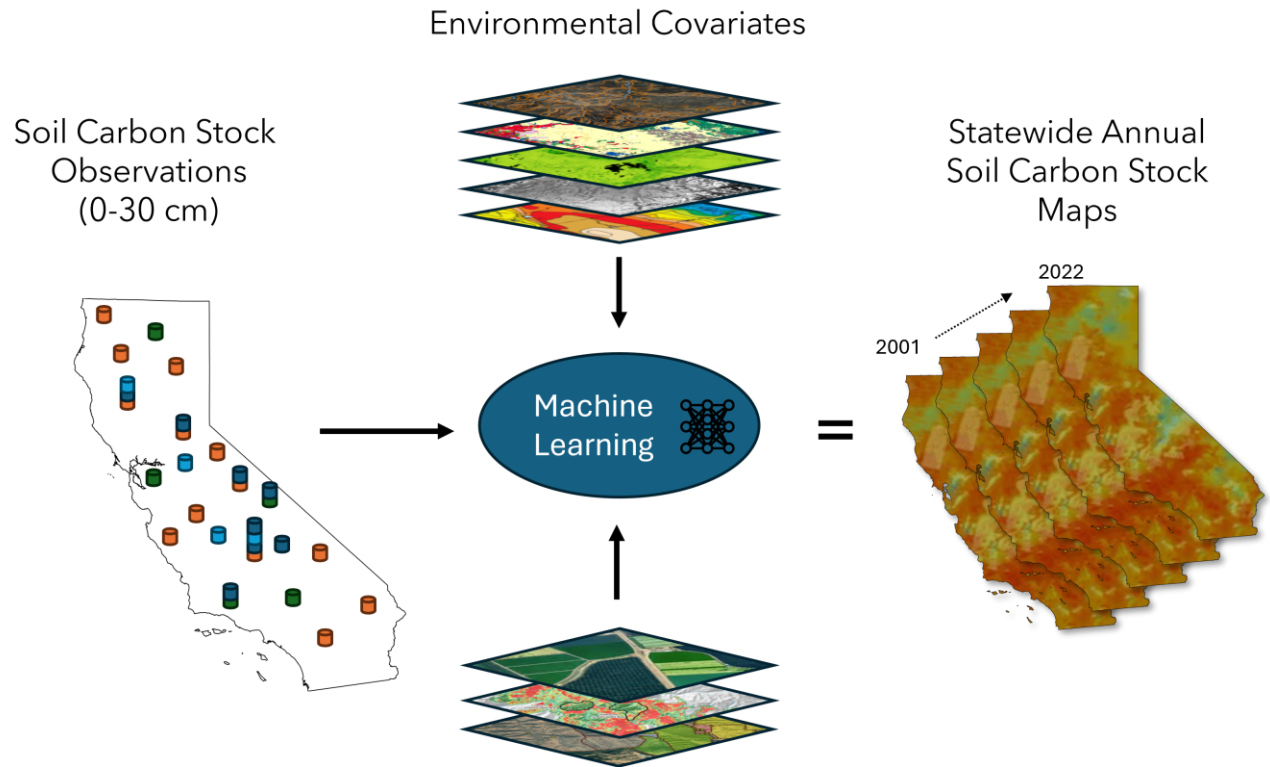 Environmental Covariates
Soil Carbon Stock
Observations
(0-30 cm)
Machine
Learning
=
Statewide Annual
Soil Carbon Stock
Maps
2022
2001